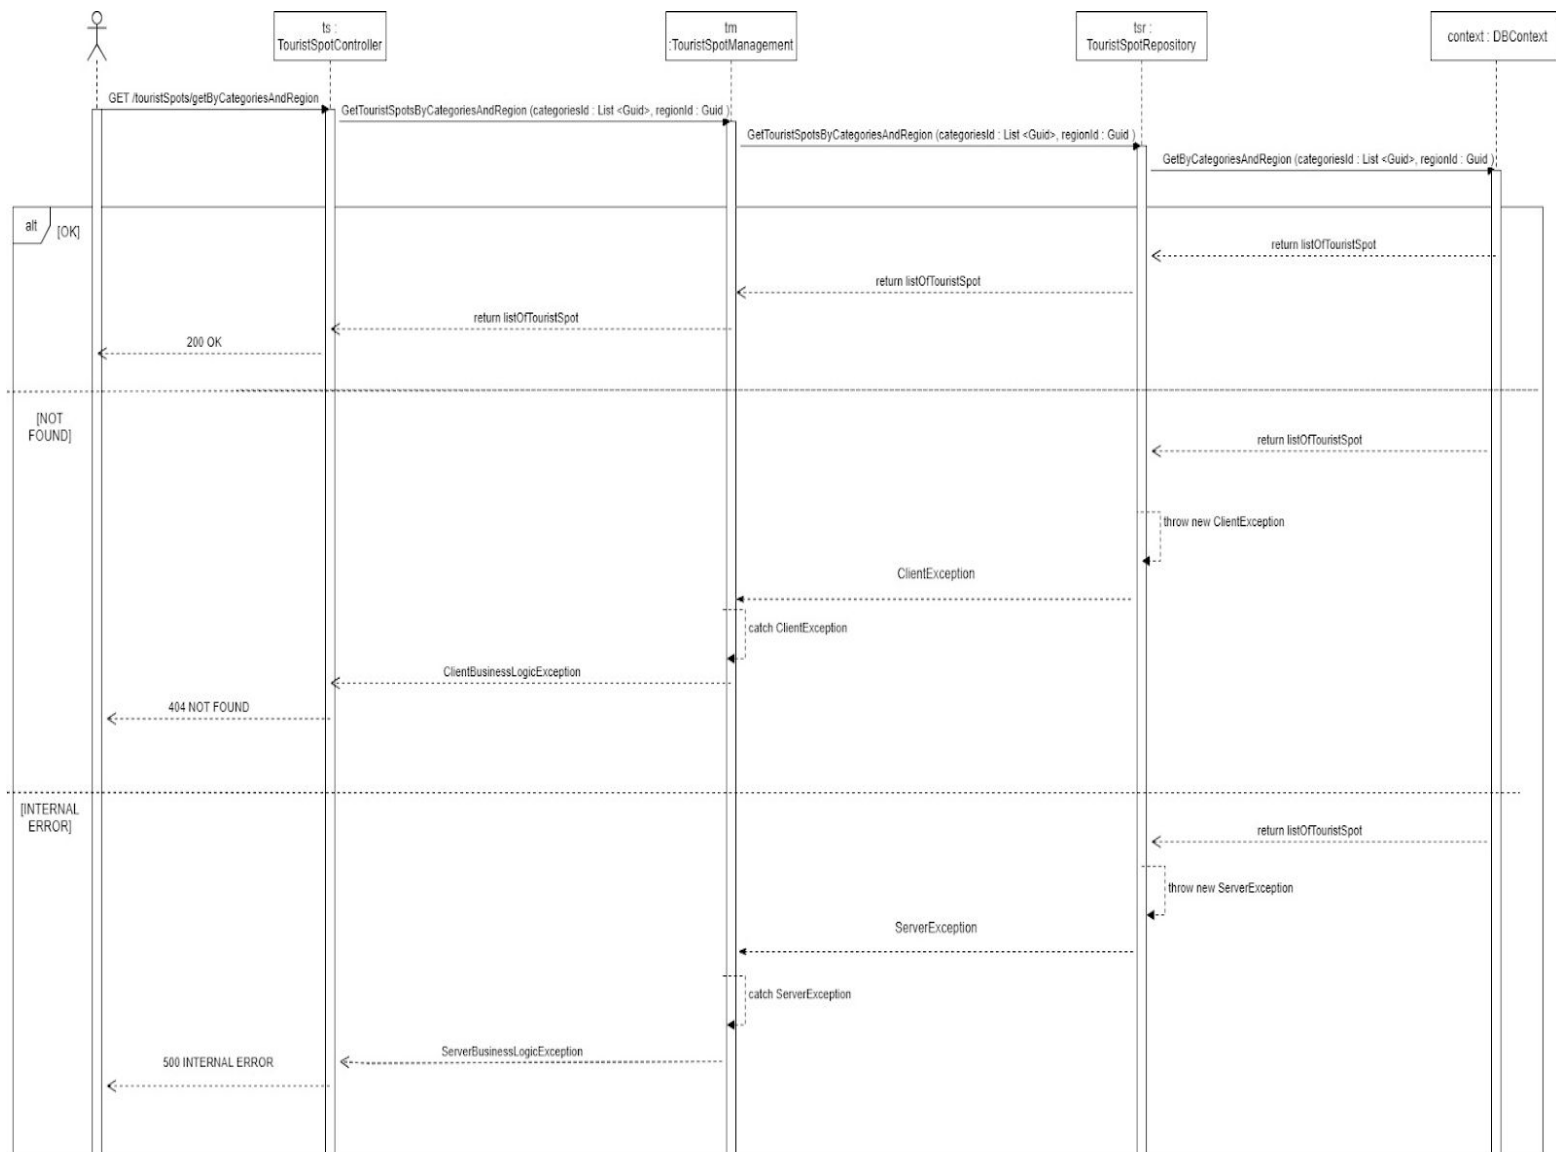 ts :
TouristSpotController
tm
:TouristSpotManagement
tsr :
TouristSpotRepository
context : DBContext
GET /touristSpots/getByCategoriesAndRegion
GetTouristSpotsByCategoriesAndRegion (categoriesId : List <Guid>, regionId : Guid )
GetTouristSpotsByCategoriesAndRegion (categoriesId : List <Guid>, regionId : Guid )
GetByCategoriesAndRegion (categoriesId : List <Guid>, regionId : Guid )
alt
[OK]
return listOfTouristSpot
return listOfTouristSpot
return listOfTouristSpot
200 OK
[NOT
FOUND]
return listOfTouristSpot
throw new ClientException
ClientException
catch ClientException
ClientBusinessLogicException
404 NOT FOUND
[INTERNAL
ERROR]
return listOfTouristSpot
throw new ServerException
ServerException
catch ServerException
ServerBusinessLogicException
500 INTERNAL ERROR